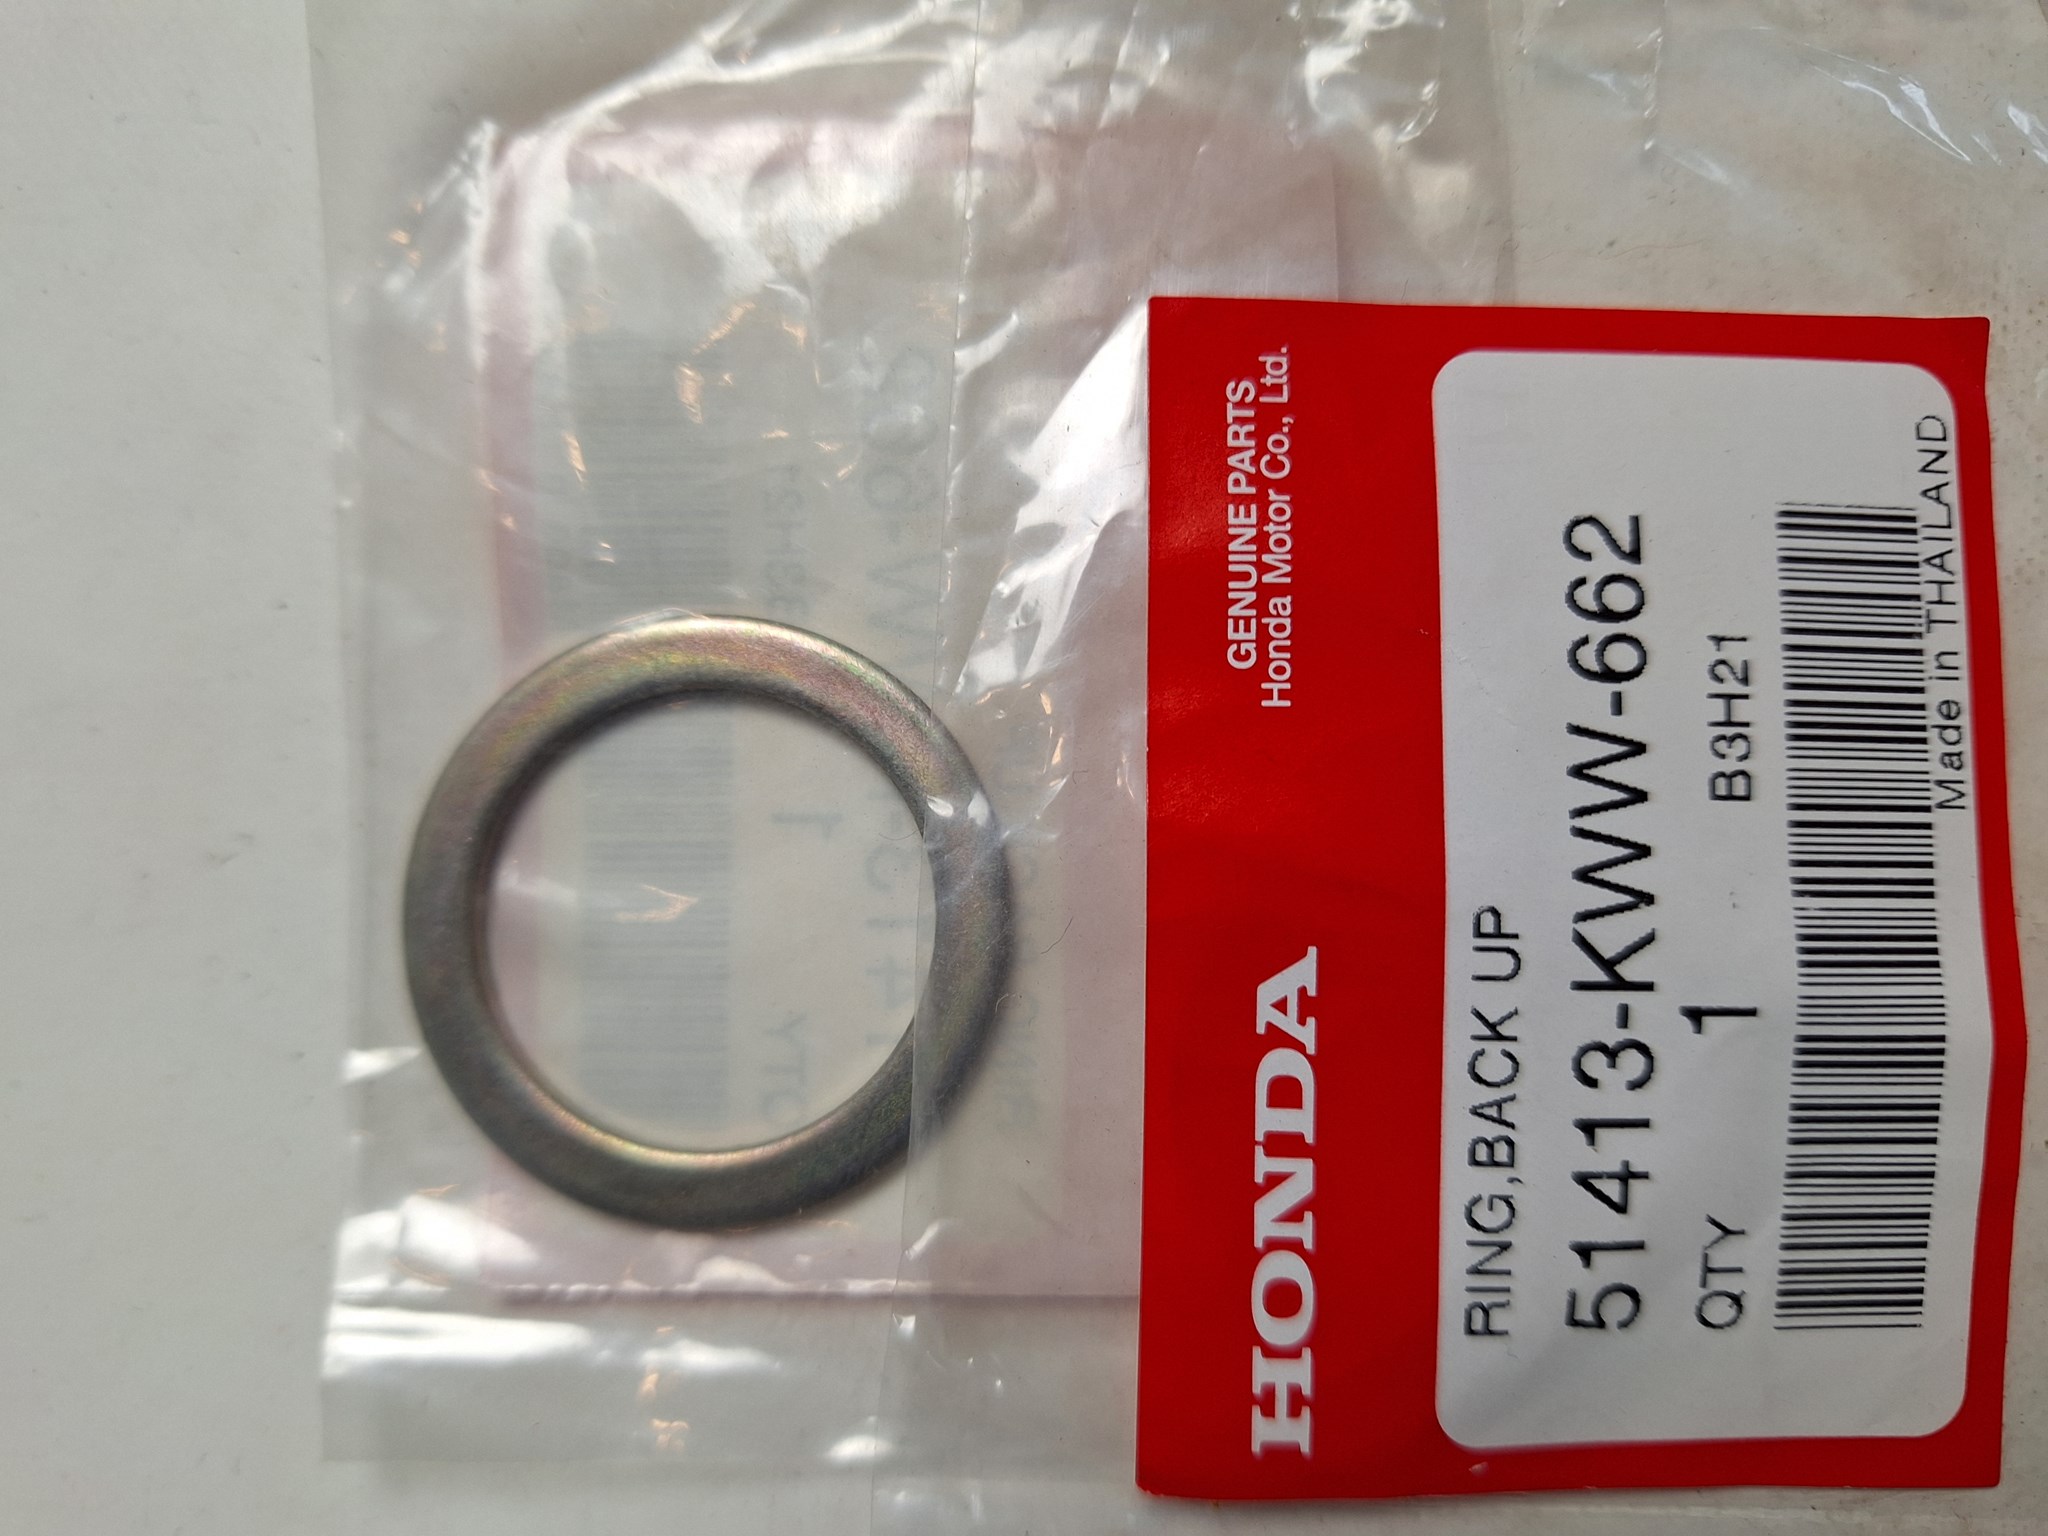 HONDA
GENUINE PARTS
Honda Motor Co., Ltd.
RING,BACK UP
51413-KWW-662
QTY 1 B3H21
Made in THAILAND